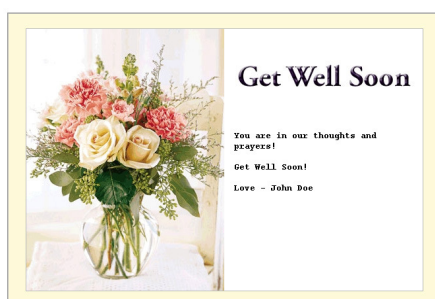 Get Well Soon
You are in our thoughts and
prayers!
Get Well Soon!
Love - John Doe